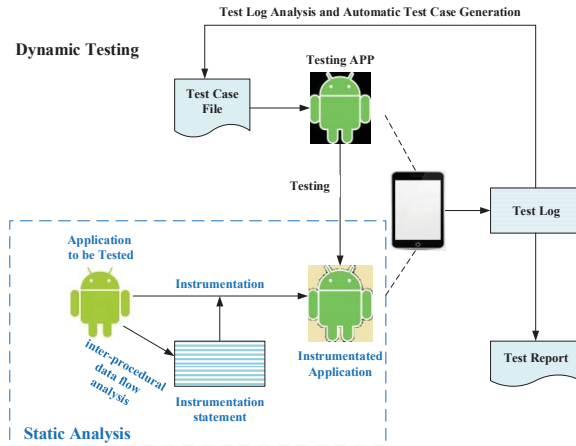 Test Log Analysis and Automatic Test Case Generation
Dynamic Testing
Testing APP
Test Case
File
Testing
Test Log
Application
to be Tested
Instrumentation
inter-procedural
data flow
analysis
Instrumentation
statement
Instrumentated
Application
Test Report
Static Analysis